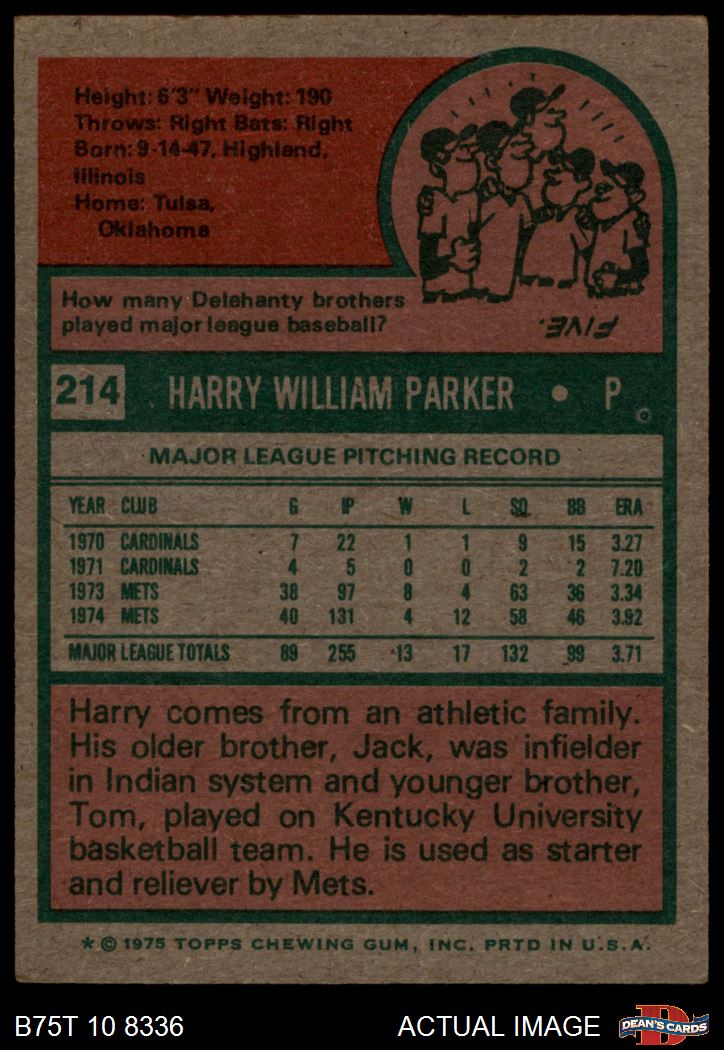 Height: 6'3" Weight: 190
Throws: Right Bats: Right
Born: 9-14-47, Highland,
Illinois
Home: Tulsa,
Oklahoma
How many Delehanty brothers
played major league baseball?
FIVE.
214 HARRY WILLIAM PARKER • P
MAJOR LEAGUE PITCHING RECORD
YEAR CLUB G IP W L SO BB ERA
1970 CARDINALS 7 22 1 1 9 15 3.27
1971 CARDINALS 4 5 0 0 2 2 7.20
1973 METS 38 97 8 4 63 36 3.34
1974 METS 40 131 4 12 58 46 3.92
MAJOR LEAGUE TOTALS 89 255 13 17 132 99 3.71
Harry comes from an athletic family.
His older brother, Jack, was infielder
in Indian system and younger brother,
Tom, played on Kentucky University
basketball team. He is used as starter
and reliever by Mets.
* © 1975 TOPPS CHEWING GUM, INC. PRTD IN U.S.A.
B75T 10 8336 ACTUAL IMAGE D DEAN'S CARDS